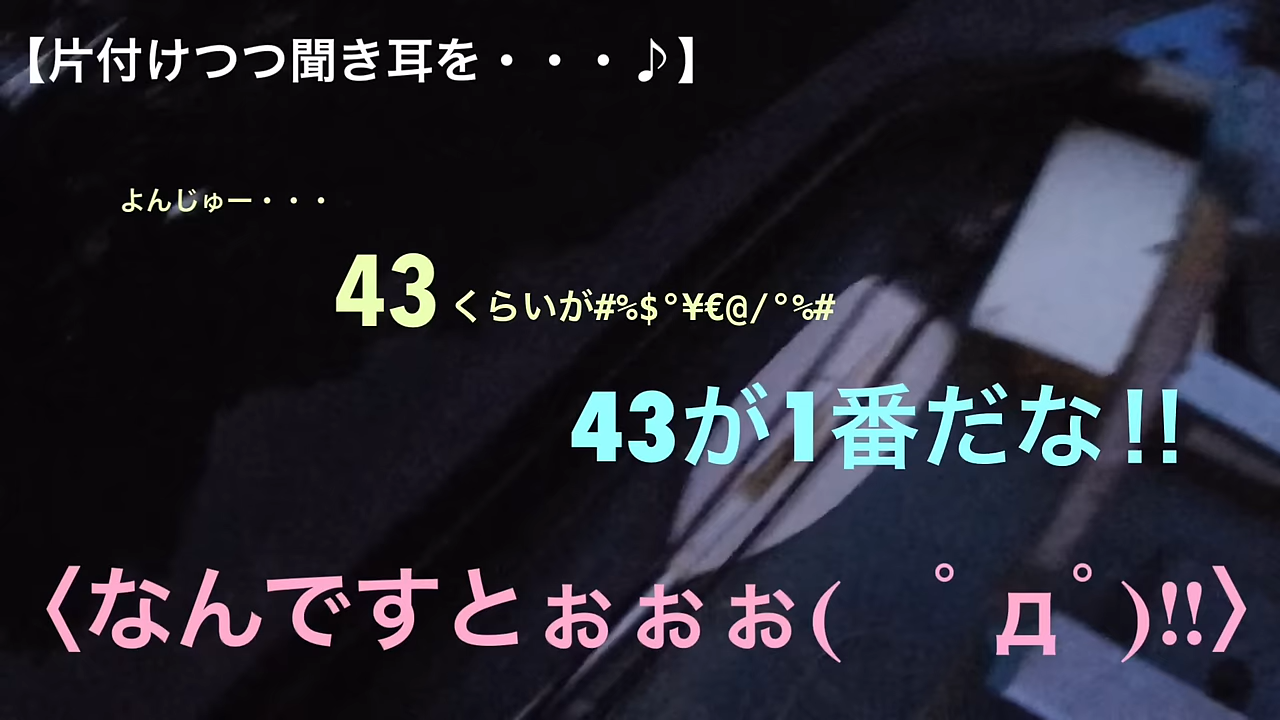 【片付けつつ聞き耳を・・・♪】
よんじゅー・・・
43くらいが#%$°¥€@/°%#
43が1番だな!!
〈なんですとぉぉぉ( ﾟдﾟ)!!〉